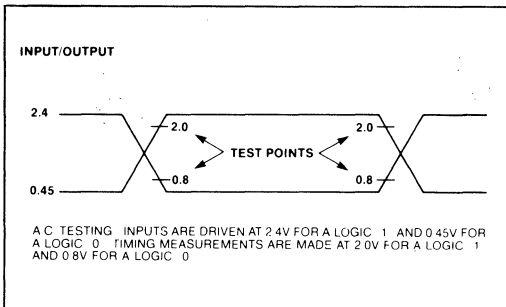 INPUT/OUTPUT
2.4
2.0
2.0
TEST POINTS
0.8
0.8
0.45
A C TESTING INPUTS ARE DRIVEN AT 2 4V FOR A LOGIC 1 AND 0 45V FOR
A LOGIC 0 TIMING MEASUREMENTS ARE MADE AT 2 0V FOR A LOGIC 1
AND 0 8V FOR A LOGIC 0